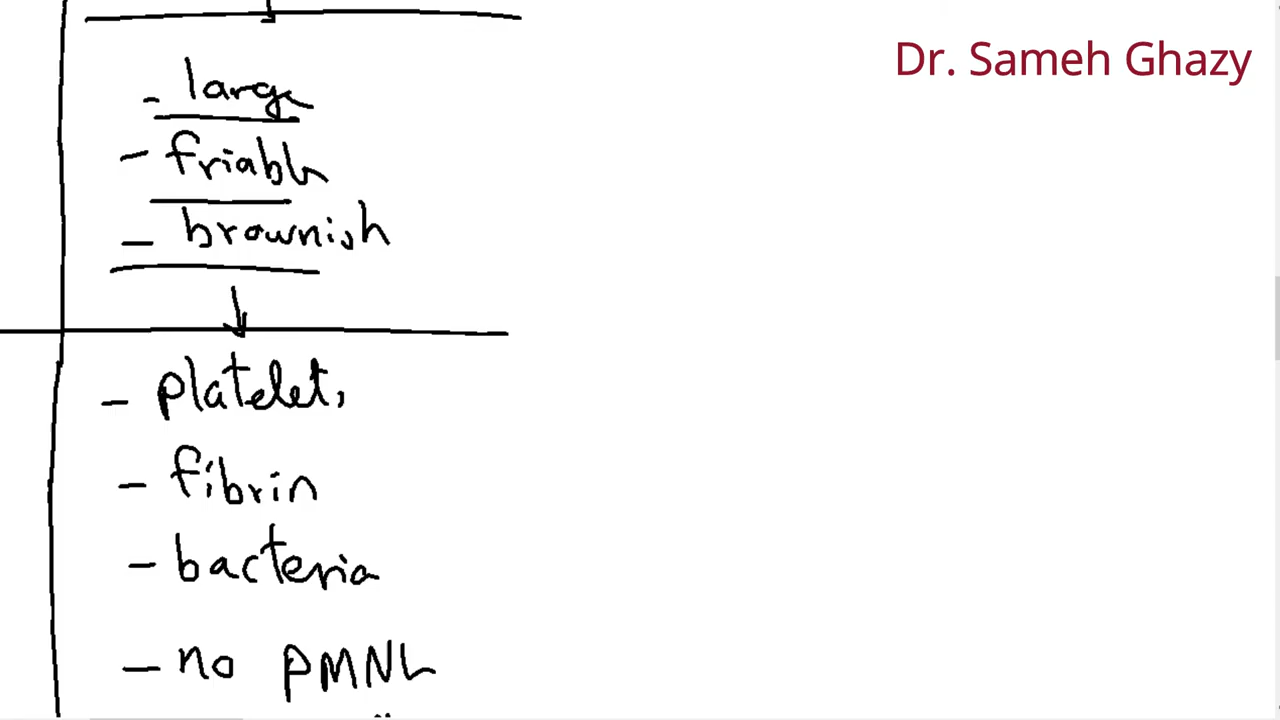 Dr. Sameh Ghazy
- large
- friable
- brownish
- platelets
- fibrin
- bacteria
- no PMNL